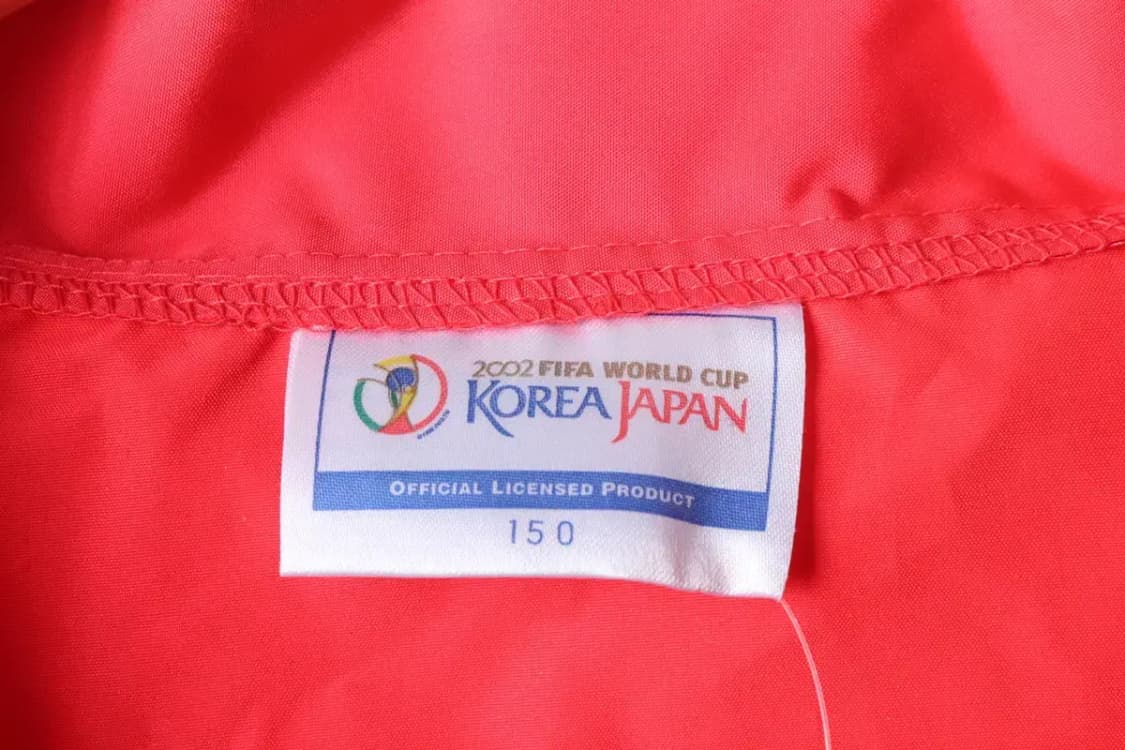 2002 FIFA WORLD CUP
KOREA JAPAN
OFFICIAL LICENSED PRODUCT
150